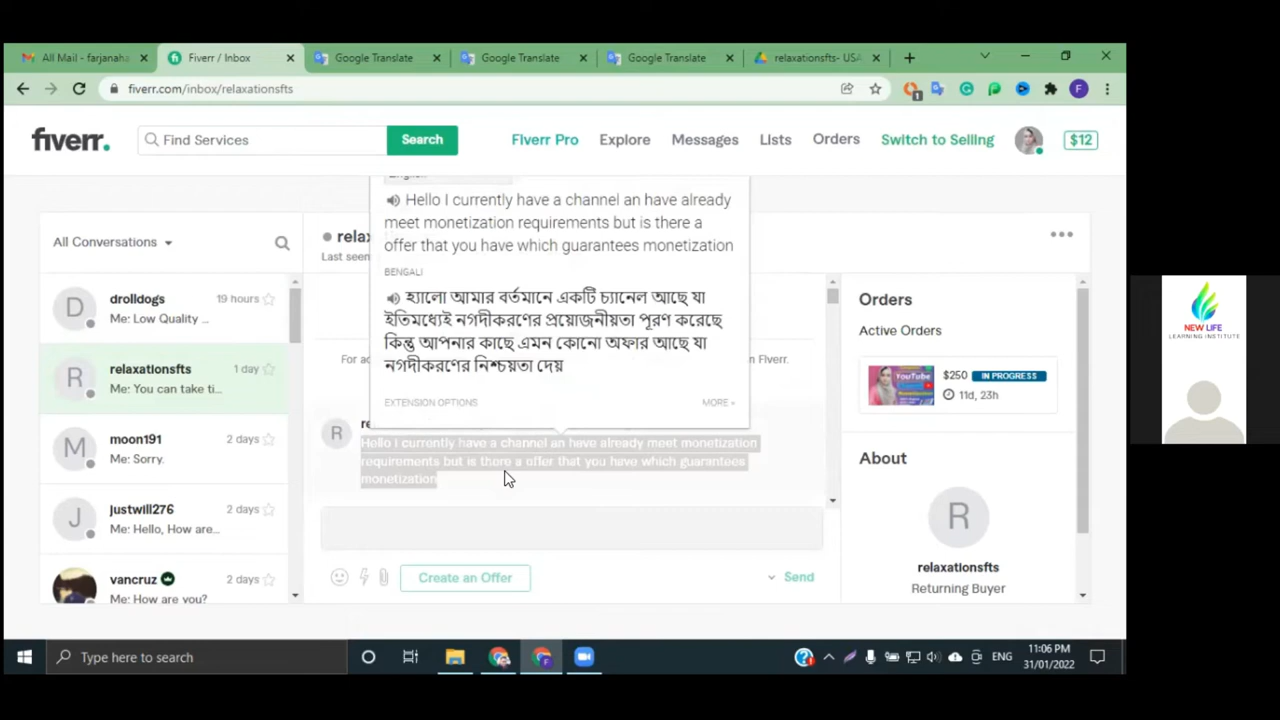 All Mail - farjanaha
Fiverr / Inbox
Google Translate
Google Translate
Google Translate
relaxationsfts- USA
fiverr.com/inbox/relaxationsfts
1
F
fiverr.
Find Services
Search
Fiverr Pro
Explore
Messages
Lists
Orders
Switch to Selling
$12
English
Hello I currently have a channel an have already
meet monetization requirements but is there a
offer that you have which guarantees monetization
BENGALI
হ্যালো আমার বর্তমানে একটি চ্যানেল আছে যা
ইতিমধ্যেই নগদীকরণের প্রয়োজনীয়তা পূরণ করেছে
কিন্তু আপনার কাছে এমন কোনো অফার আছে যা
নগদীকরণের নিশ্চয়তা দেয়
EXTENSION OPTIONS
MORE »
All Conversations
D
drolldogs
19 hours
Me: Low Quality ...
R
relaxationsfts
1 day
Me: You can take ti...
M
moon191
2 days
Me: Sorry.
J
justwill276
2 days
Me: Hello, How are...
vancruz
2 days
Me: How are you?
rela
Last seen
For a
n Fiverr.
R
re
Hello I currently have a channel an have already meet monetization
requirements but is there a offer that you have which guarantees
monetization
Create an Offer
Send
Orders
Active Orders
YouTube
$250
IN PROGRESS
11d, 23h
About
R
relaxationsfts
Returning Buyer
NEW LIFE
LEARNING INSTITUTE
Type here to search
ENG
11:06 PM
31/01/2022